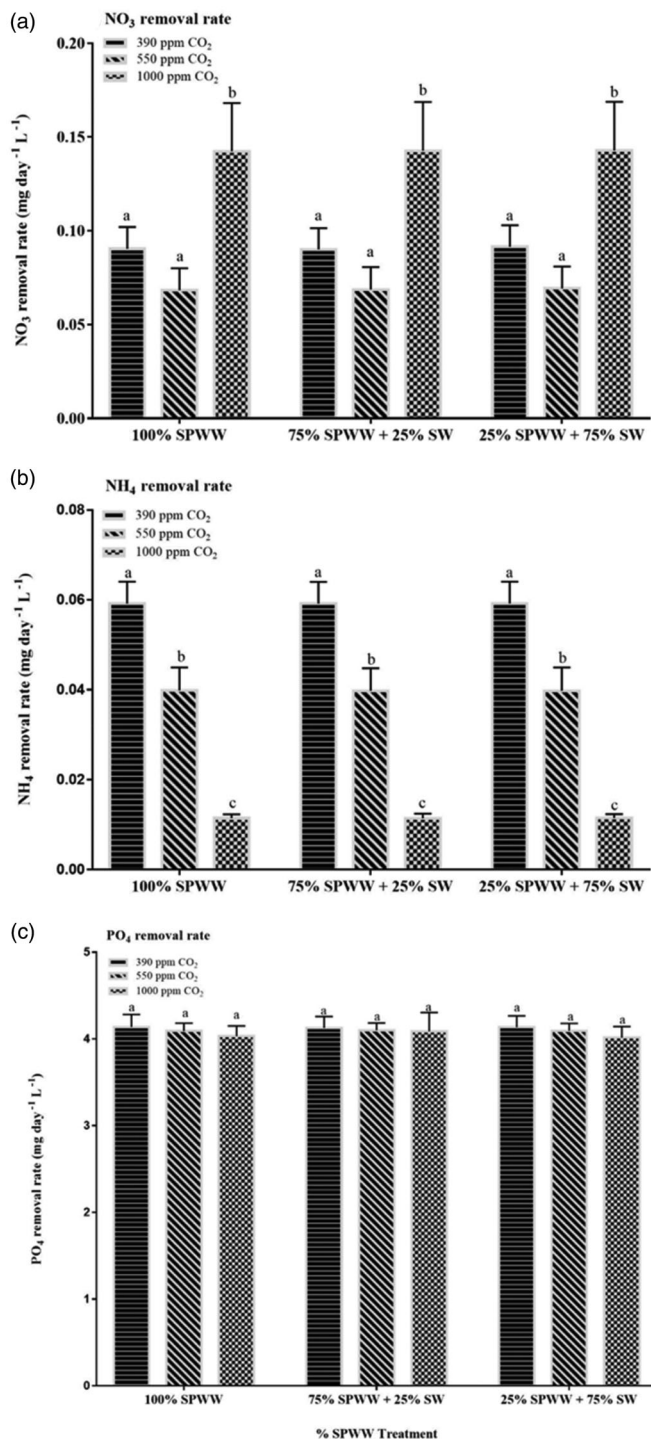 (a)
NO₃ removal rate
390 ppm CO₂
550 ppm CO₂
1000 ppm CO₂
NO₃ removal rate (mg day⁻¹ L⁻¹)
0.20
0.15
0.10
0.05
0.00
a
a
b
a
a
b
a
a
b
100% SPWW
75% SPWW + 25% SW
25% SPWW + 75% SW
(b)
NH₄ removal rate
390 ppm CO₂
550 ppm CO₂
1000 ppm CO₂
NH₄ removal rate (mg day⁻¹ L⁻¹)
0.08
0.06
0.04
0.02
0.00
a
b
c
a
b
c
a
b
c
100% SPWW
75% SPWW + 25% SW
25% SPWW + 75% SW
(c)
PO₄ removal rate
390 ppm CO₂
550 ppm CO₂
1000 ppm CO₂
PO₄ removal rate (mg day⁻¹ L⁻¹)
5
4
3
2
1
0
a
a
a
a
a
a
a
a
a
100% SPWW
75% SPWW + 25% SW
25% SPWW + 75% SW
% SPWW Treatment